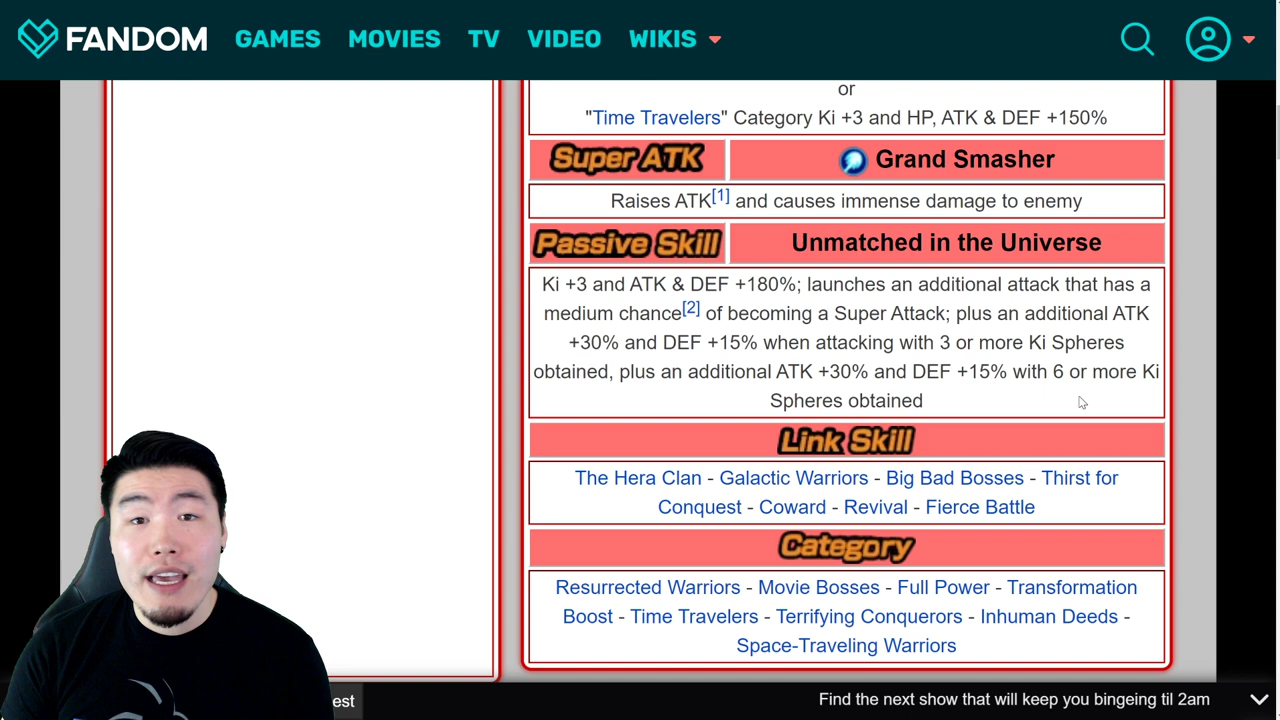 FANDOM GAMES MOVIES TV VIDEO WIKIS
or
"Time Travelers" Category Ki +3 and HP, ATK & DEF +150%
Super ATK
Grand Smasher
Raises ATK[1] and causes immense damage to enemy
Passive Skill
Unmatched in the Universe
Ki +3 and ATK & DEF +180%; launches an additional attack that has a
medium chance[2] of becoming a Super Attack; plus an additional ATK
+30% and DEF +15% when attacking with 3 or more Ki Spheres
obtained, plus an additional ATK +30% and DEF +15% with 6 or more Ki
Spheres obtained
Link Skill
The Hera Clan - Galactic Warriors - Big Bad Bosses - Thirst for
Conquest - Coward - Revival - Fierce Battle
Category
Resurrected Warriors - Movie Bosses - Full Power - Transformation
Boost - Time Travelers - Terrifying Conquerors - Inhuman Deeds -
Space-Traveling Warriors
est
Find the next show that will keep you bingeing til 2am